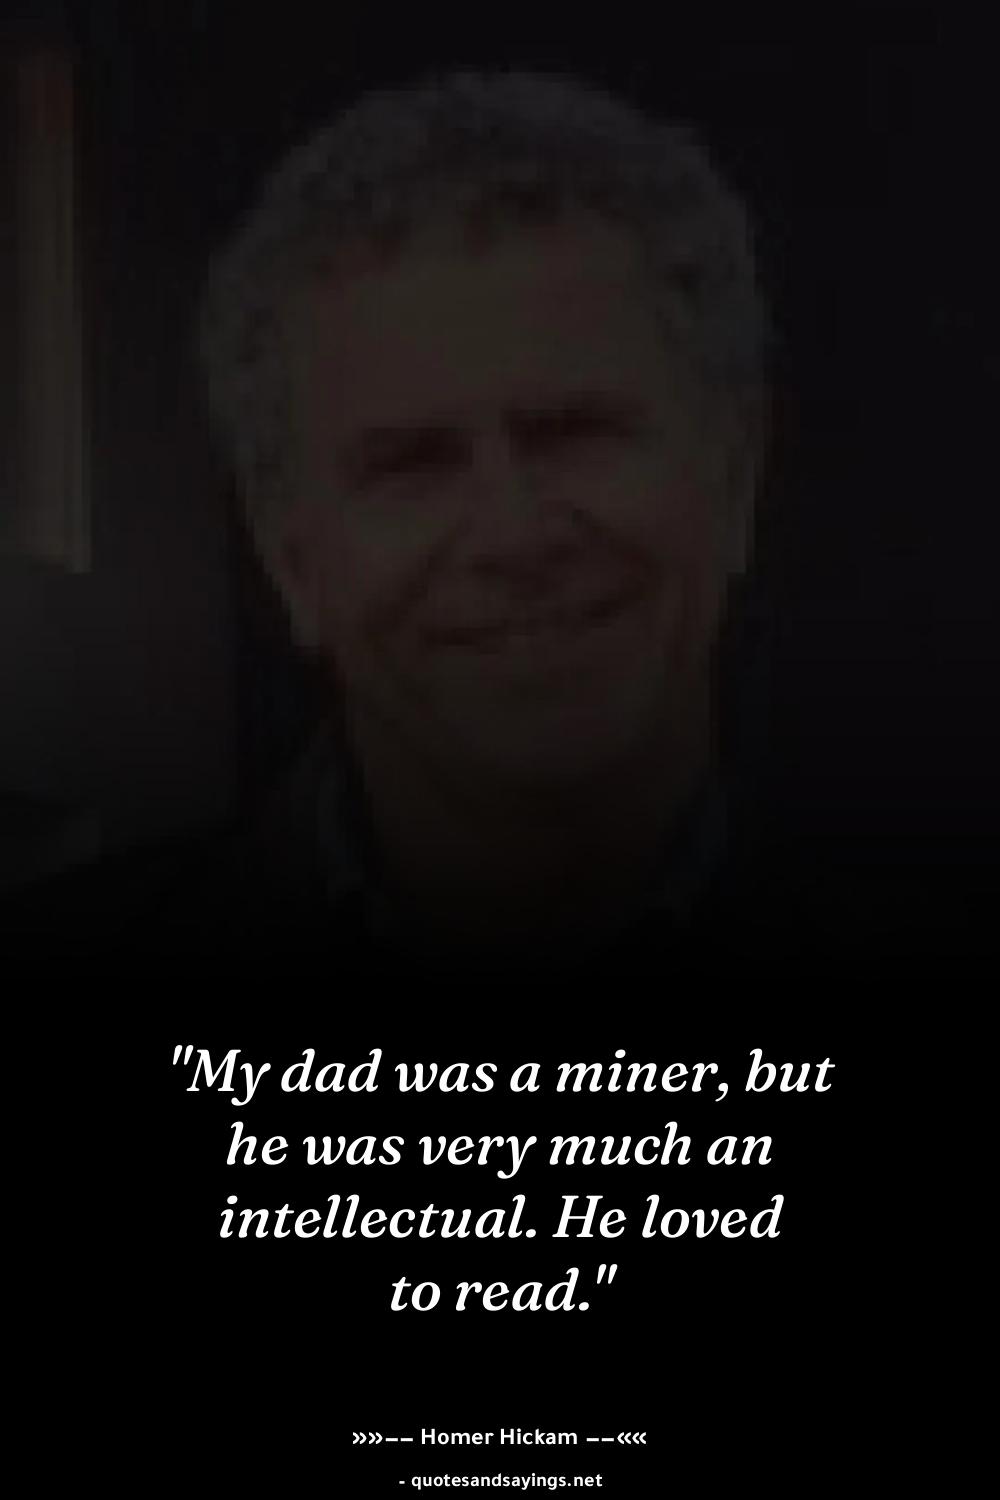 "My dad was a miner, but
he was very much an
intellectual. He loved
to read."
»»−− Homer Hickam −−««
- quotesandsayings.net